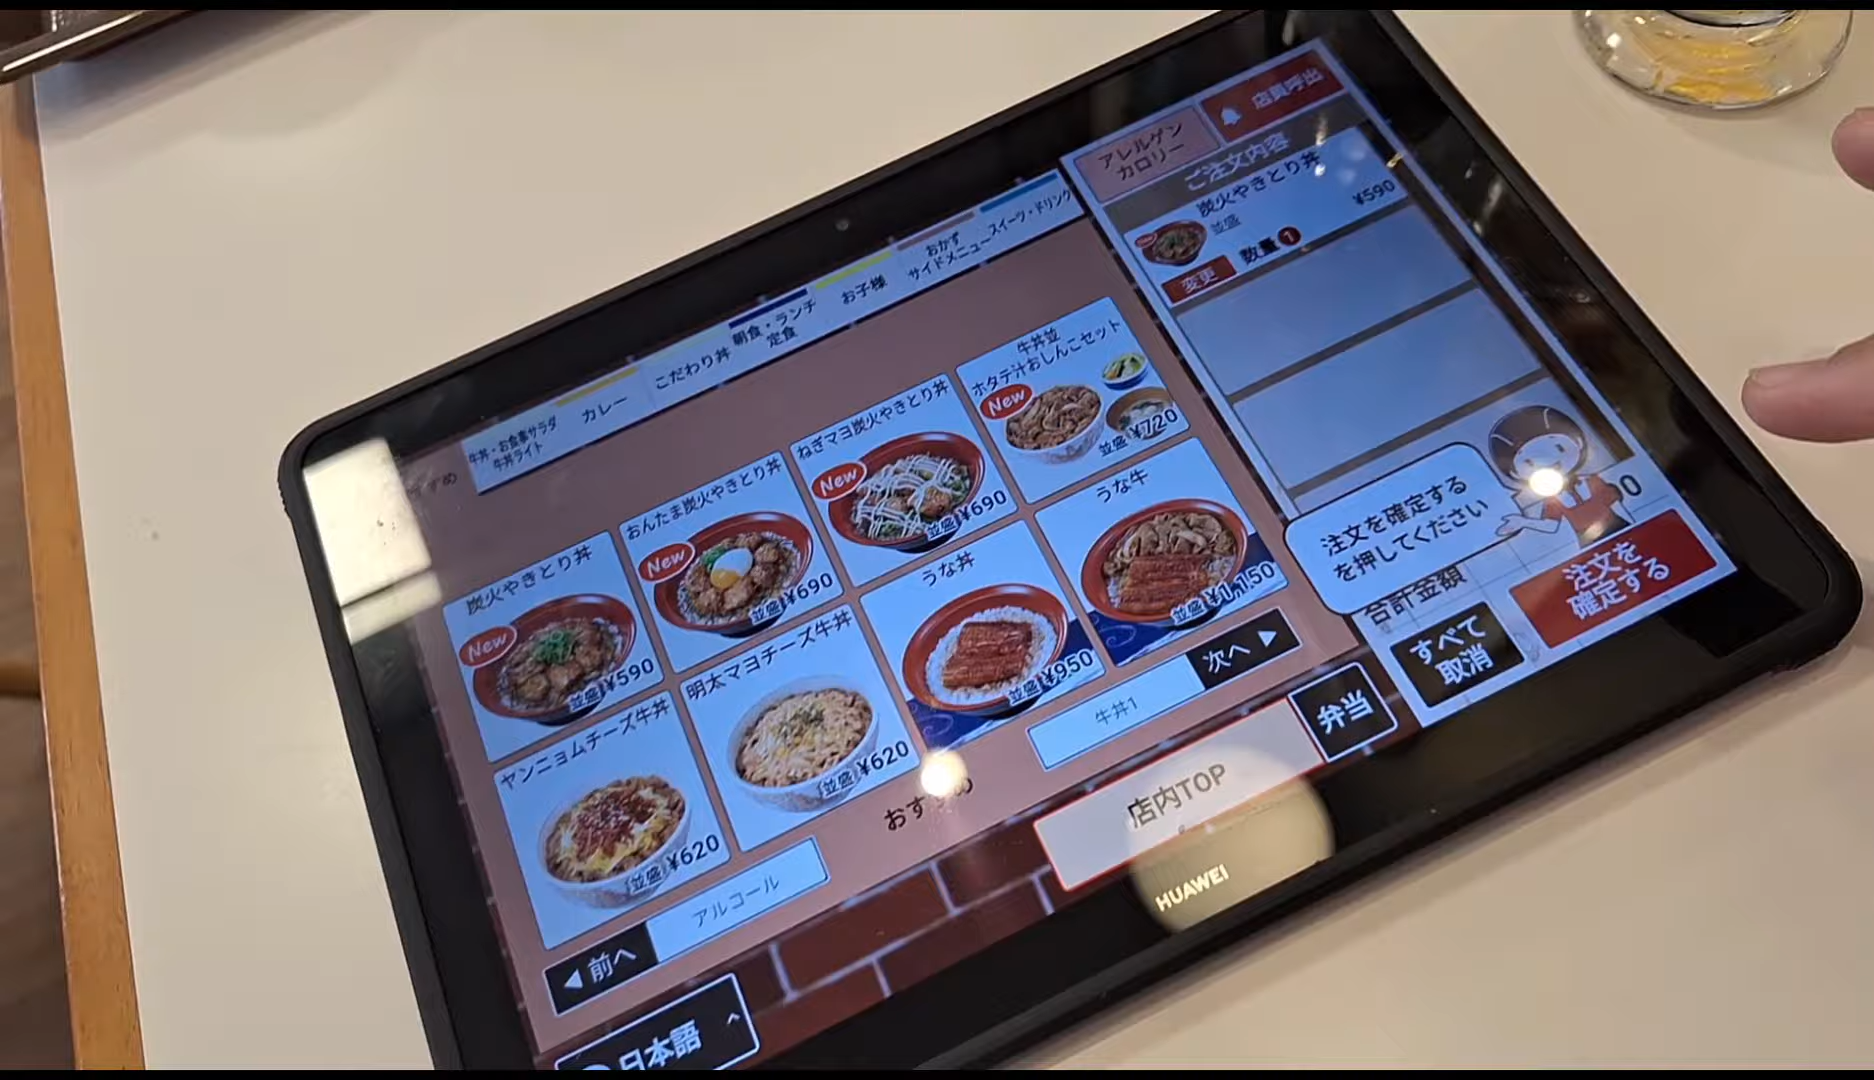 アレルゲン
カロリー
店員呼出
ご注文内容
炭火やきとり丼
並盛
¥590
数量 1
変更
牛丼・お食事サラダ
牛丼ライト
カレー
こだわり丼
朝食・ランチ
定食
お子様
おかず
サイドメニュー
スイーツ・ドリンク
炭火やきとり丼
New
並盛 ¥590
おんたま炭火やきとり丼
New
並盛 ¥690
ねぎマヨ炭火やきとり丼
New
並盛 ¥690
牛丼並
ホタテ汁おしんこセット
New
並盛 ¥720
ヤンニョムチーズ牛丼
並盛 ¥620
明太マヨチーズ牛丼
並盛 ¥620
うな丼
並盛 ¥950
うな牛
並盛 ¥1,150
注文を確定する
を押してください
合計金額
0
すべて
取消
注文を
確定する
◀ 前へ
アルコール
おすすめ
牛丼1
次へ ▶
日本語
店内TOP
弁当
HUAWEI